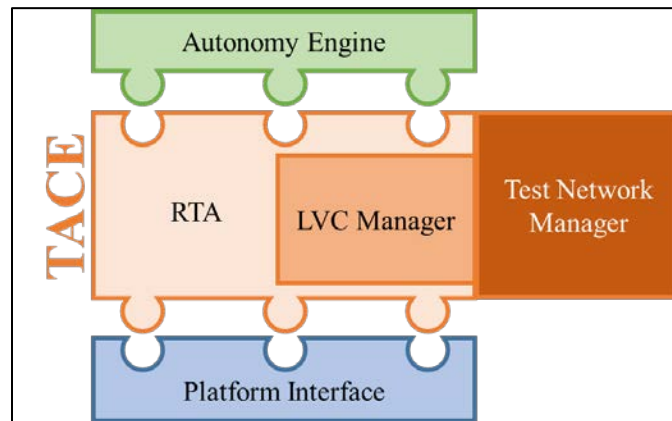 Autonomy Engine
TACE
RTA
LVC Manager
Test Network
Manager
Platform Interface